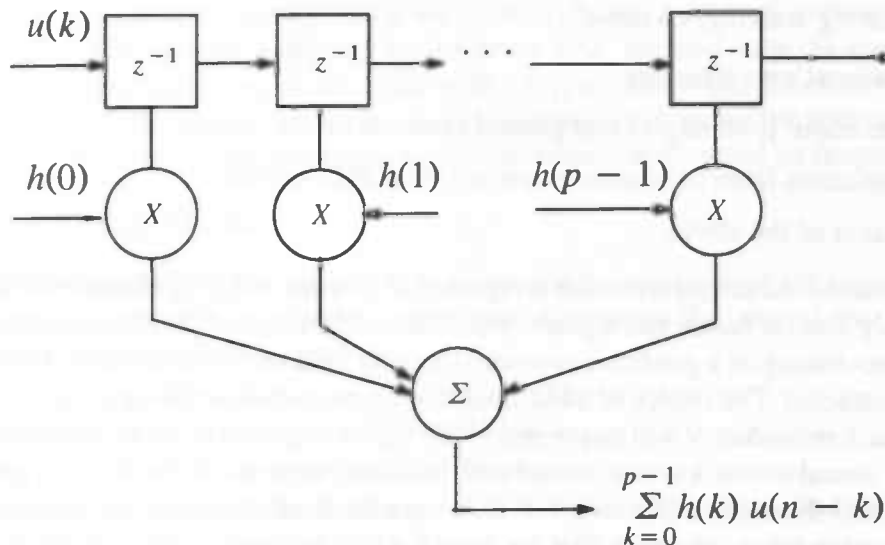 u(k)
z⁻¹ z⁻¹ · · · z⁻¹
h(0) X X h(1) h(p − 1) X
Σ
p−1
Σ h(k) u(n − k)
k=0